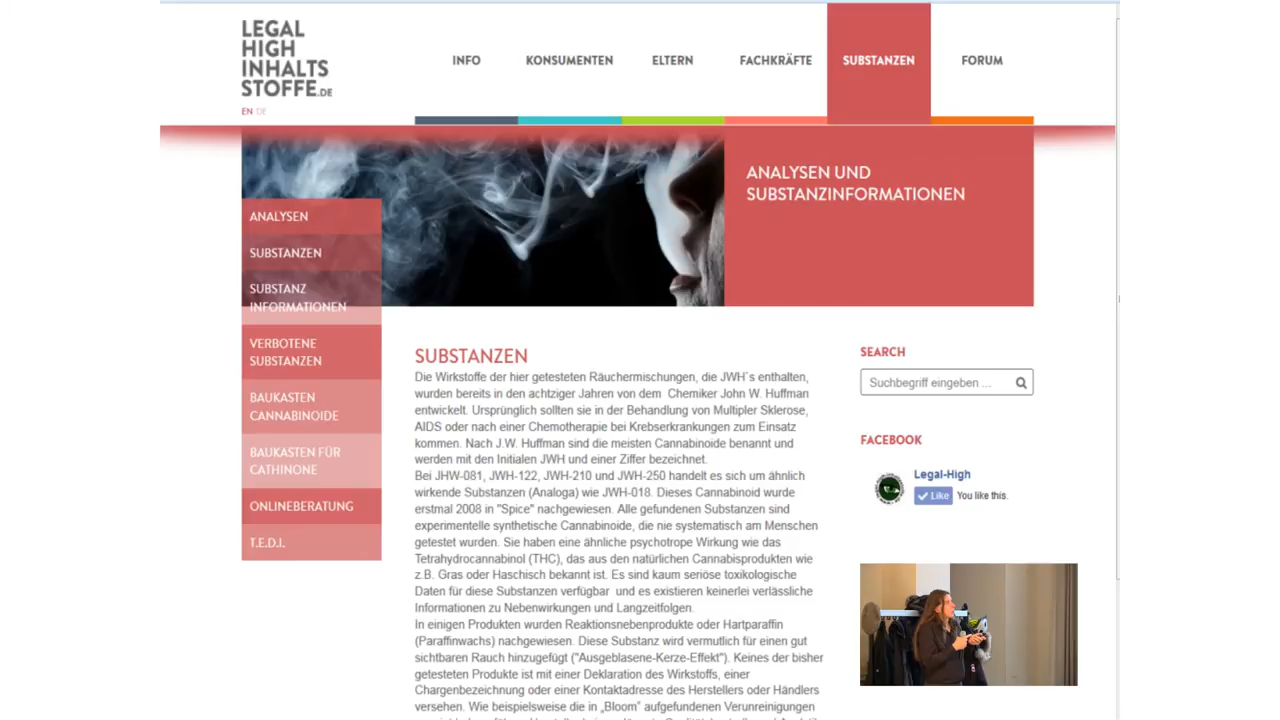 LEGAL
HIGH
INHALTS
STOFFE.DE
EN DE
INFO
KONSUMENTEN
ELTERN
FACHKRÄFTE
SUBSTANZEN
FORUM
ANALYSEN UND
SUBSTANZINFORMATIONEN
ANALYSEN
SUBSTANZEN
SUBSTANZ
INFORMATIONEN
VERBOTENE
SUBSTANZEN
BAUKASTEN
CANNABINOIDE
BAUKASTEN FÜR
CATHINONE
ONLINEBERATUNG
T.E.D.I.
SUBSTANZEN
Die Wirkstoffe der hier getesteten Räuchermischungen, die JWH´s enthalten,
wurden bereits in den achtziger Jahren von dem Chemiker John W. Huffman
entwickelt. Ursprünglich sollten sie in der Behandlung von Multipler Sklerose,
AIDS oder nach einer Chemotherapie bei Krebserkrankungen zum Einsatz
kommen. Nach J.W. Huffman sind die meisten Cannabinoide benannt und
werden mit den Initialen JWH und einer Ziffer bezeichnet.
Bei JHW-081, JWH-122, JWH-210 und JWH-250 handelt es sich um ähnlich
wirkende Substanzen (Analoga) wie JWH-018. Dieses Cannabinoid wurde
erstmal 2008 in "Spice" nachgewiesen. Alle gefundenen Substanzen sind
experimentelle synthetische Cannabinoide, die nie systematisch am Menschen
getestet wurden. Sie haben eine ähnliche psychotrope Wirkung wie das
Tetrahydrocannabinol (THC), das aus den natürlichen Cannabisprodukten wie
z.B. Gras oder Haschisch bekannt ist. Es sind kaum seriöse toxikologische
Daten für diese Substanzen verfügbar und es existieren keinerlei verlässliche
Informationen zu Nebenwirkungen und Langzeitfolgen.
In einigen Produkten wurden Reaktionsnebenprodukte oder Hartparaffin
(Paraffinwachs) nachgewiesen. Diese Substanz wird vermutlich für einen gut
sichtbaren Rauch hinzugefügt ("Ausgeblasene-Kerze-Effekt"). Keines der bisher
getesteten Produkte ist mit einer Deklaration des Wirkstoffs, einer
Chargenbezeichnung oder einer Kontaktadresse des Herstellers oder Händlers
versehen. Wie beispielsweise die in „Bloom“ aufgefundenen Verunreinigungen
SEARCH
Suchbegriff eingeben ...
FACEBOOK
Legal-High
Like You like this.